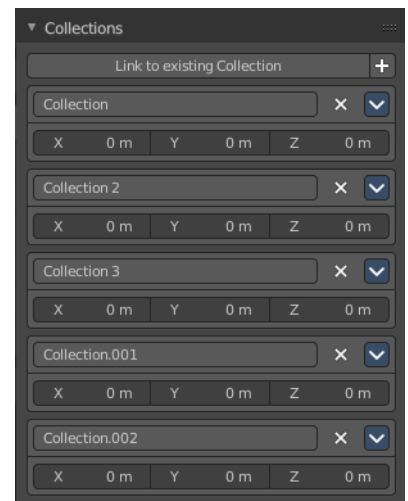 Collections
Link to existing Collection +
Collection
X 0 m Y 0 m Z 0 m
Collection 2
X 0 m Y 0 m Z 0 m
Collection 3
X 0 m Y 0 m Z 0 m
Collection.001
X 0 m Y 0 m Z 0 m
Collection.002
X 0 m Y 0 m Z 0 m